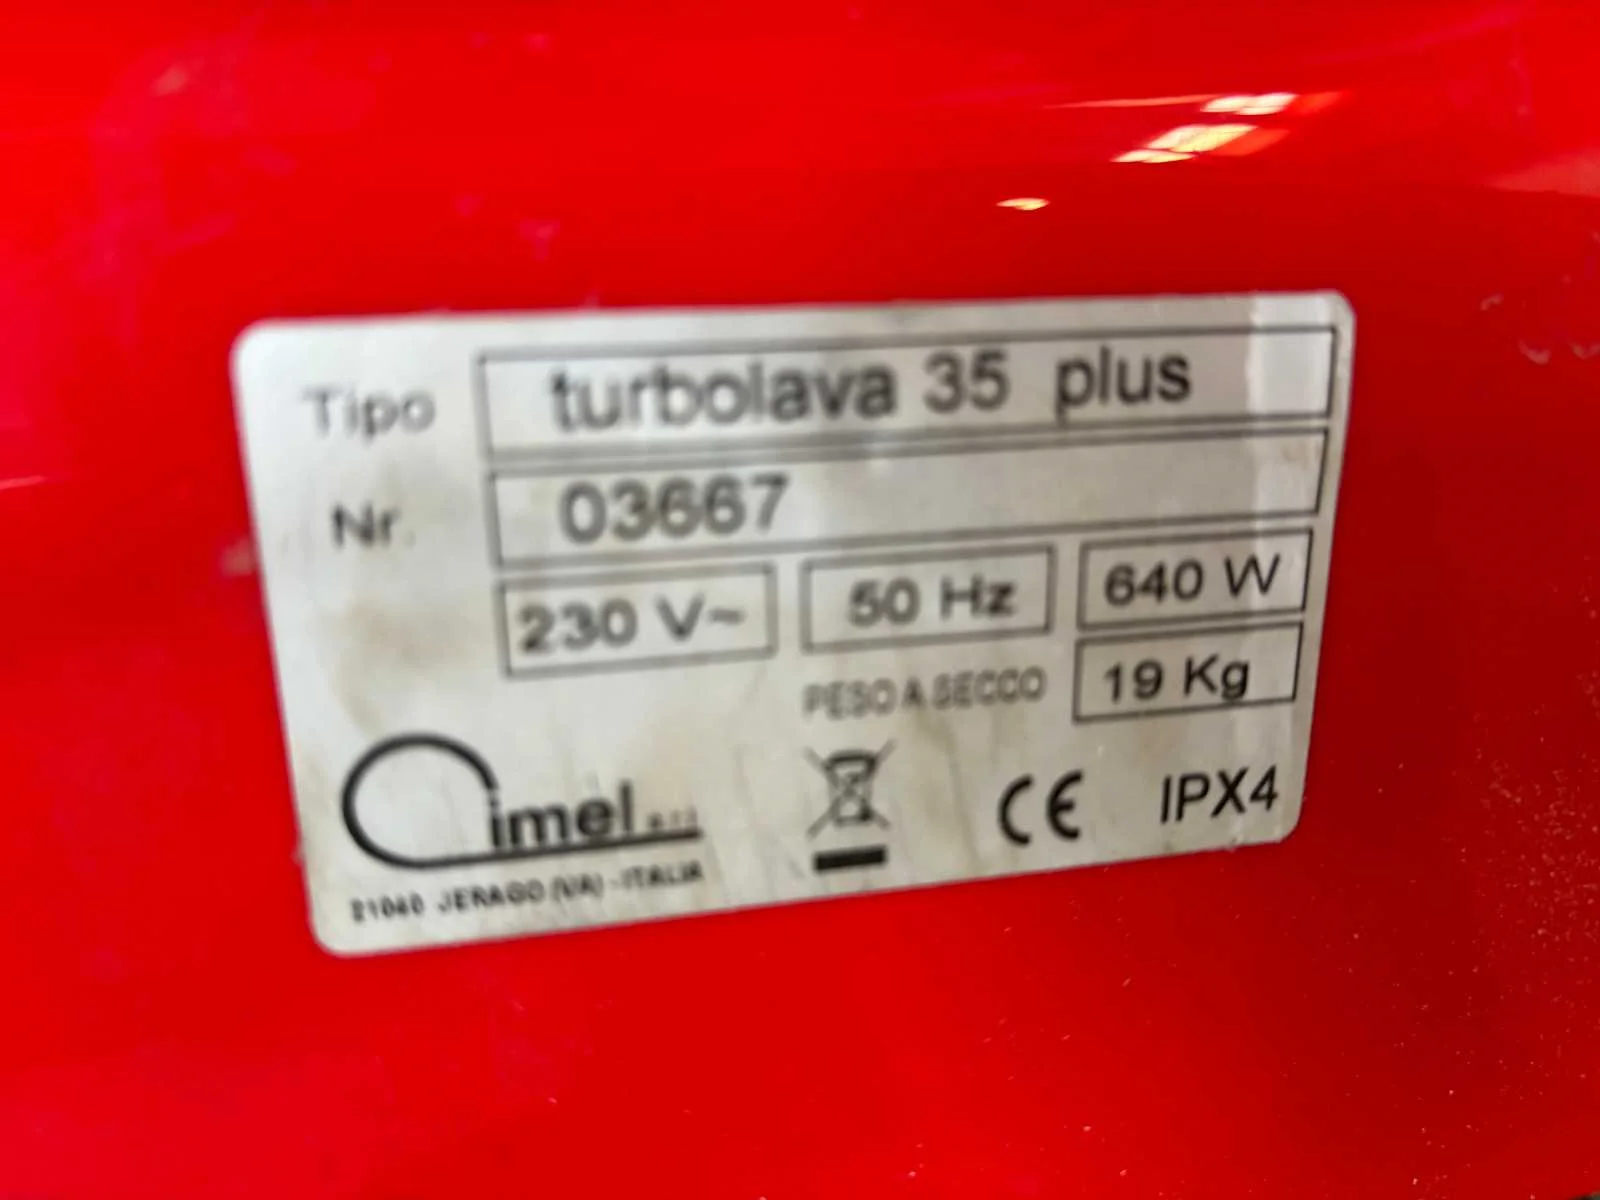 Tipo turbolava 35 plus
Nr. 03667
230 V~ 50 Hz 640 W
PESO A SECCO 19 Kg
Cimel s.r.l.
CE IPX4
21040 JERAGO (VA) - ITALIA